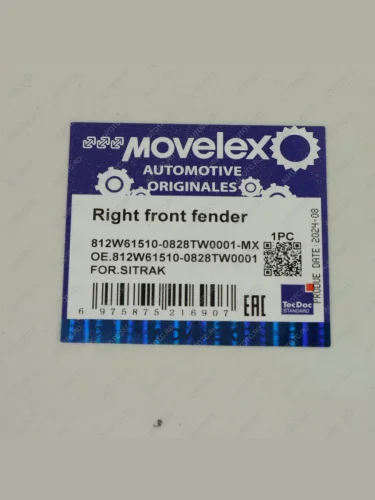 MOVELEX
AUTOMOTIVE
ORIGINALES
Right front fender
812W61510-0828TW0001-MX
1PC
OE.812W61510-0828TW0001
FOR.SITRAK
6 975875 216907
EAC
TecDoc
STANDARD
PRODUE DATE:2024-08